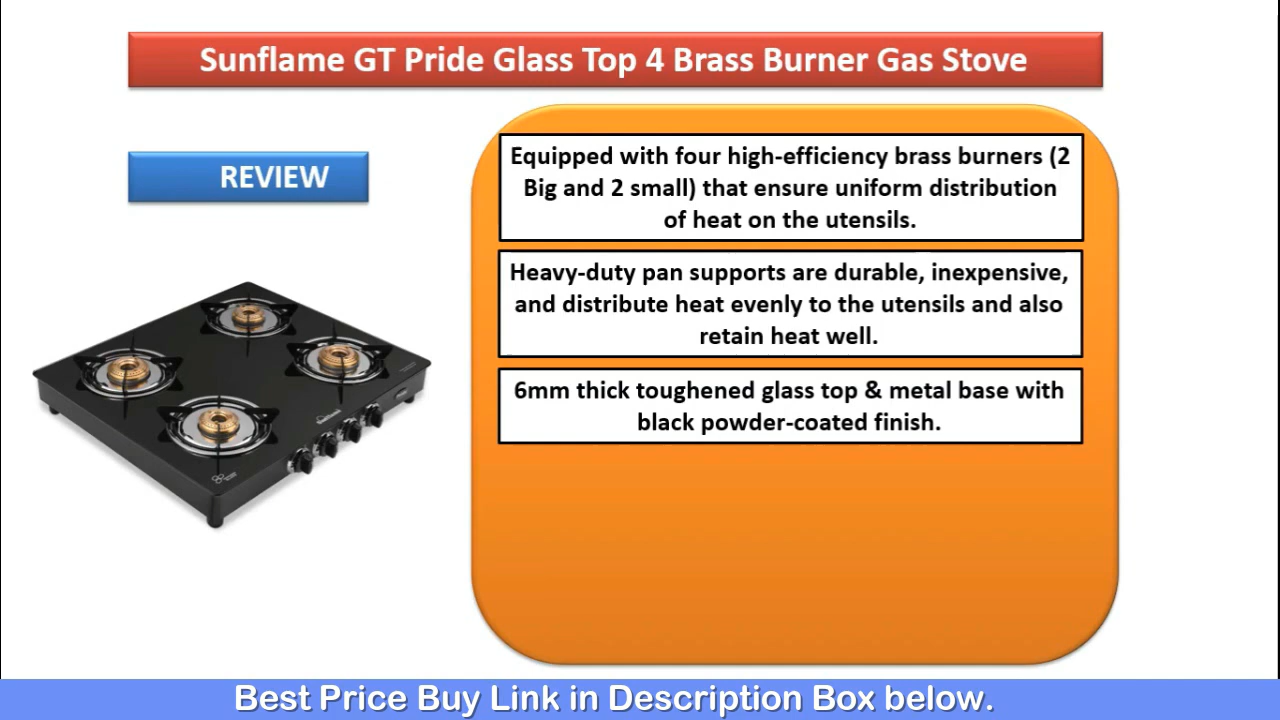 Sunflame GT Pride Glass Top 4 Brass Burner Gas Stove
REVIEW
Equipped with four high-efficiency brass burners (2
Big and 2 small) that ensure uniform distribution
of heat on the utensils.
Heavy-duty pan supports are durable, inexpensive,
and distribute heat evenly to the utensils and also
retain heat well.
6mm thick toughened glass top & metal base with
black powder-coated finish.
Best Price Buy Link in Description Box below.